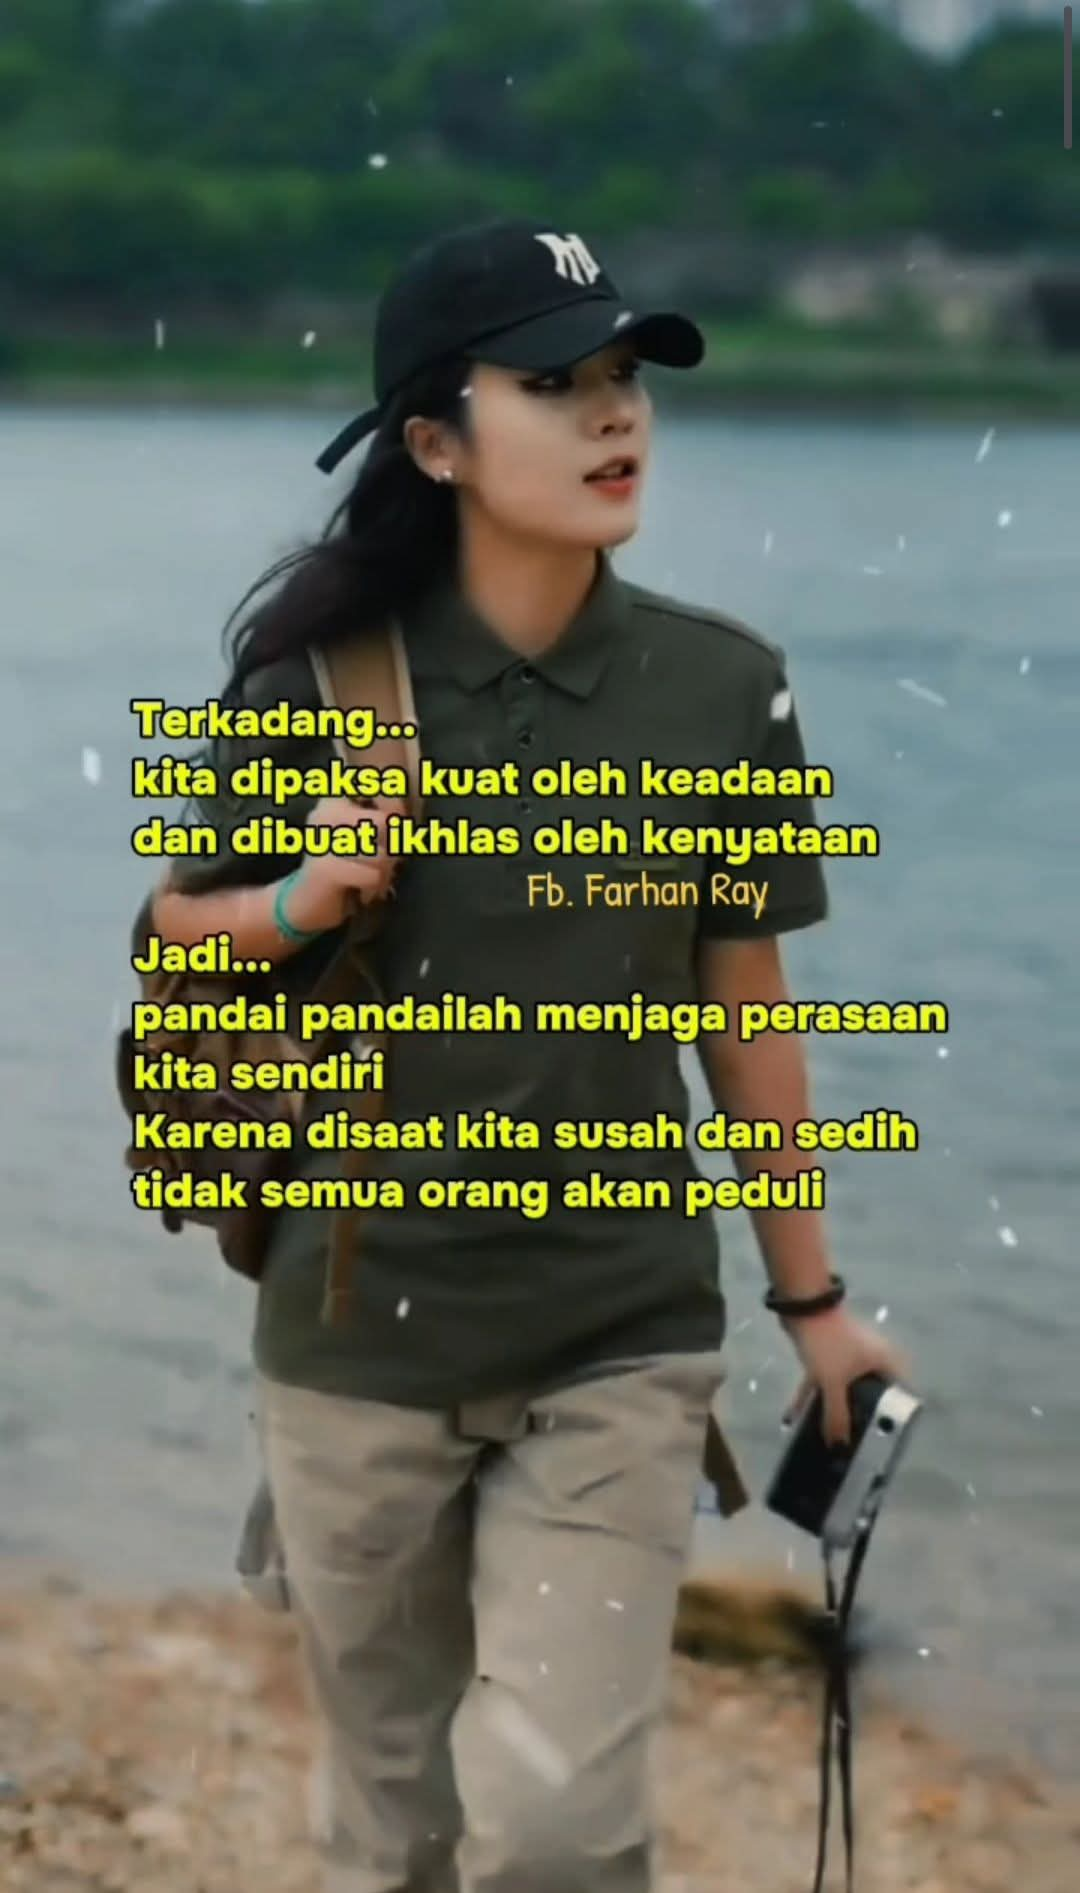 Terkadang...
kita dipaksa kuat oleh keadaan
dan dibuat ikhlas oleh kenyataan
Fb. Farhan Ray
Jadi...
pandai pandailah menjaga perasaan
kita sendiri
Karena disaat kita susah dan sedih
tidak semua orang akan peduli